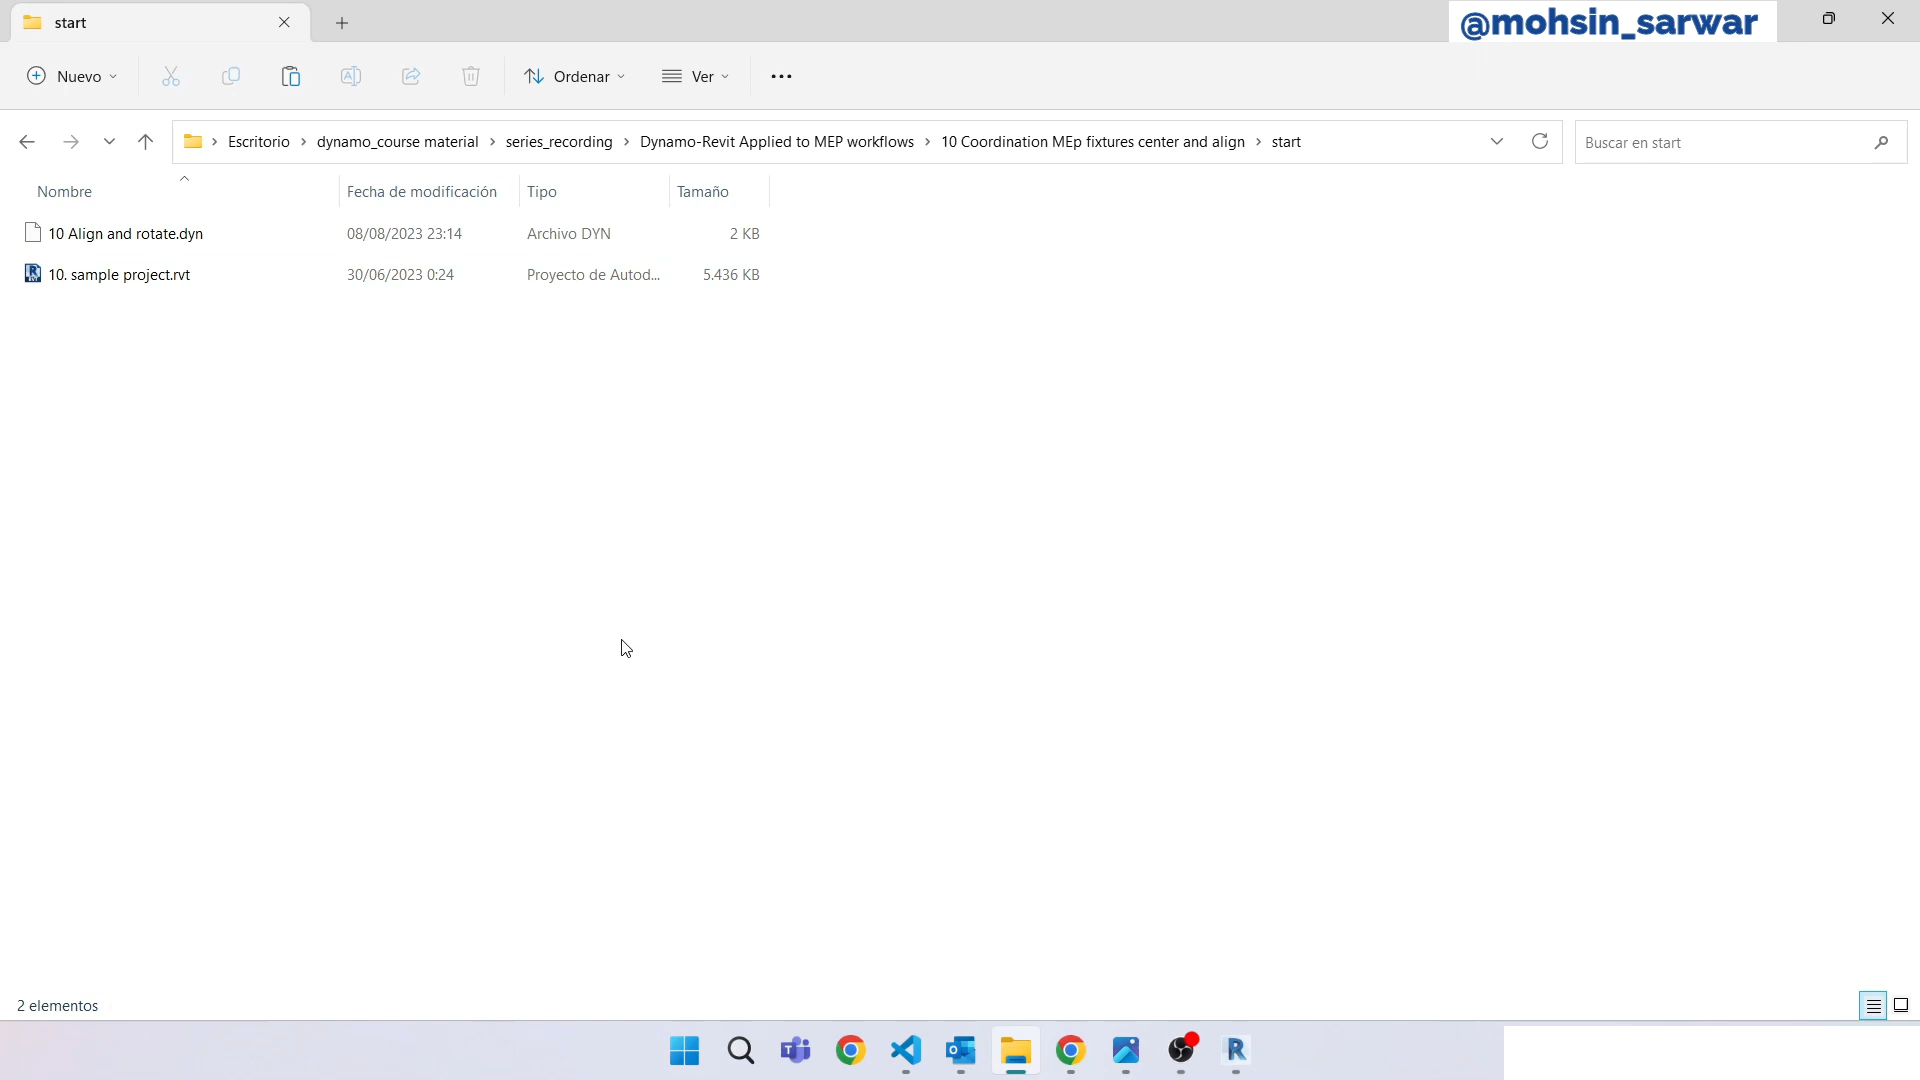 start
@mohsin_sarwar
Nuevo
Ordenar
Ver
Escritorio > dynamo_course material > series_recording > Dynamo-Revit Applied to MEP workflows > 10 Coordination MEp fixtures center and align > start
Buscar en start
Nombre Fecha de modificación Tipo Tamaño
10 Align and rotate.dyn 08/08/2023 23:14 Archivo DYN 2 KB
10. sample project.rvt 30/06/2023 0:24 Proyecto de Autod... 5.436 KB
2 elementos